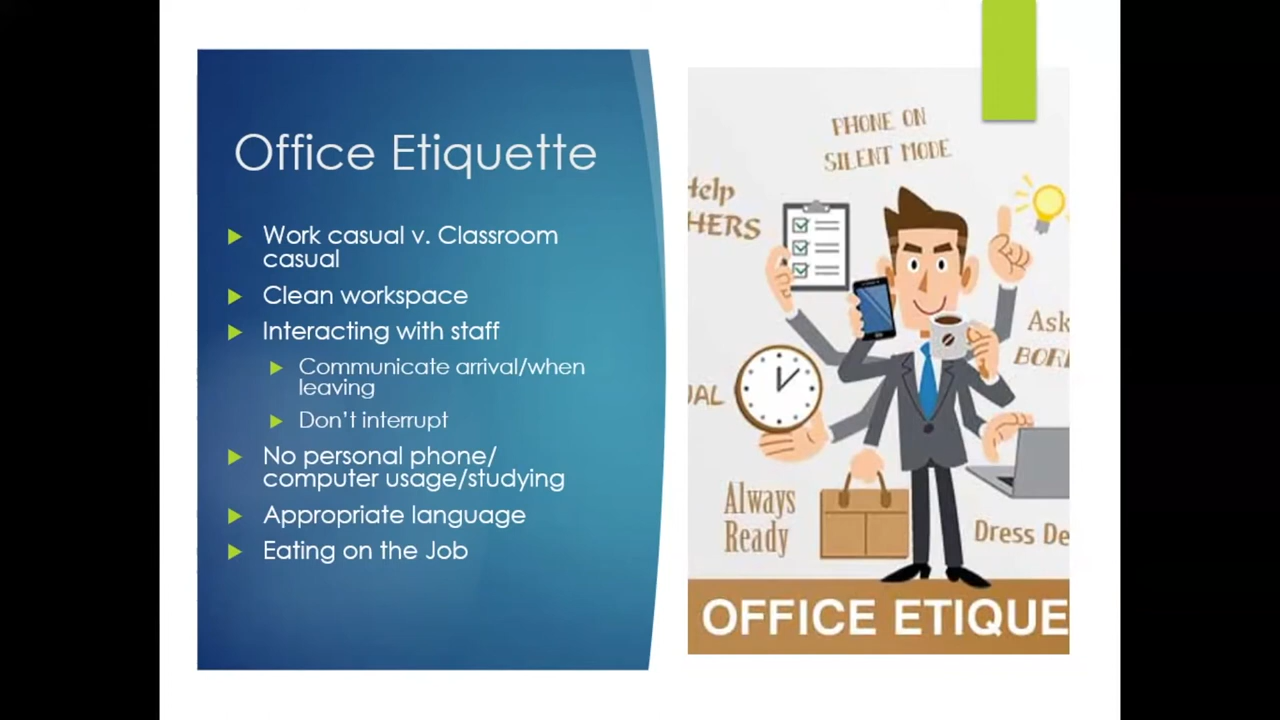 Office Etiquette
Work casual v. Classroom
casual
Clean workspace
Interacting with staff
Communicate arrival/when
leaving
Don't interrupt
No personal phone/
computer usage/studying
Appropriate language
Eating on the Job
PHONE ON
SILENT MODE
Help
HERS
Ask
BOR
UAL
Always
Ready
Dress De
OFFICE ETIQUE